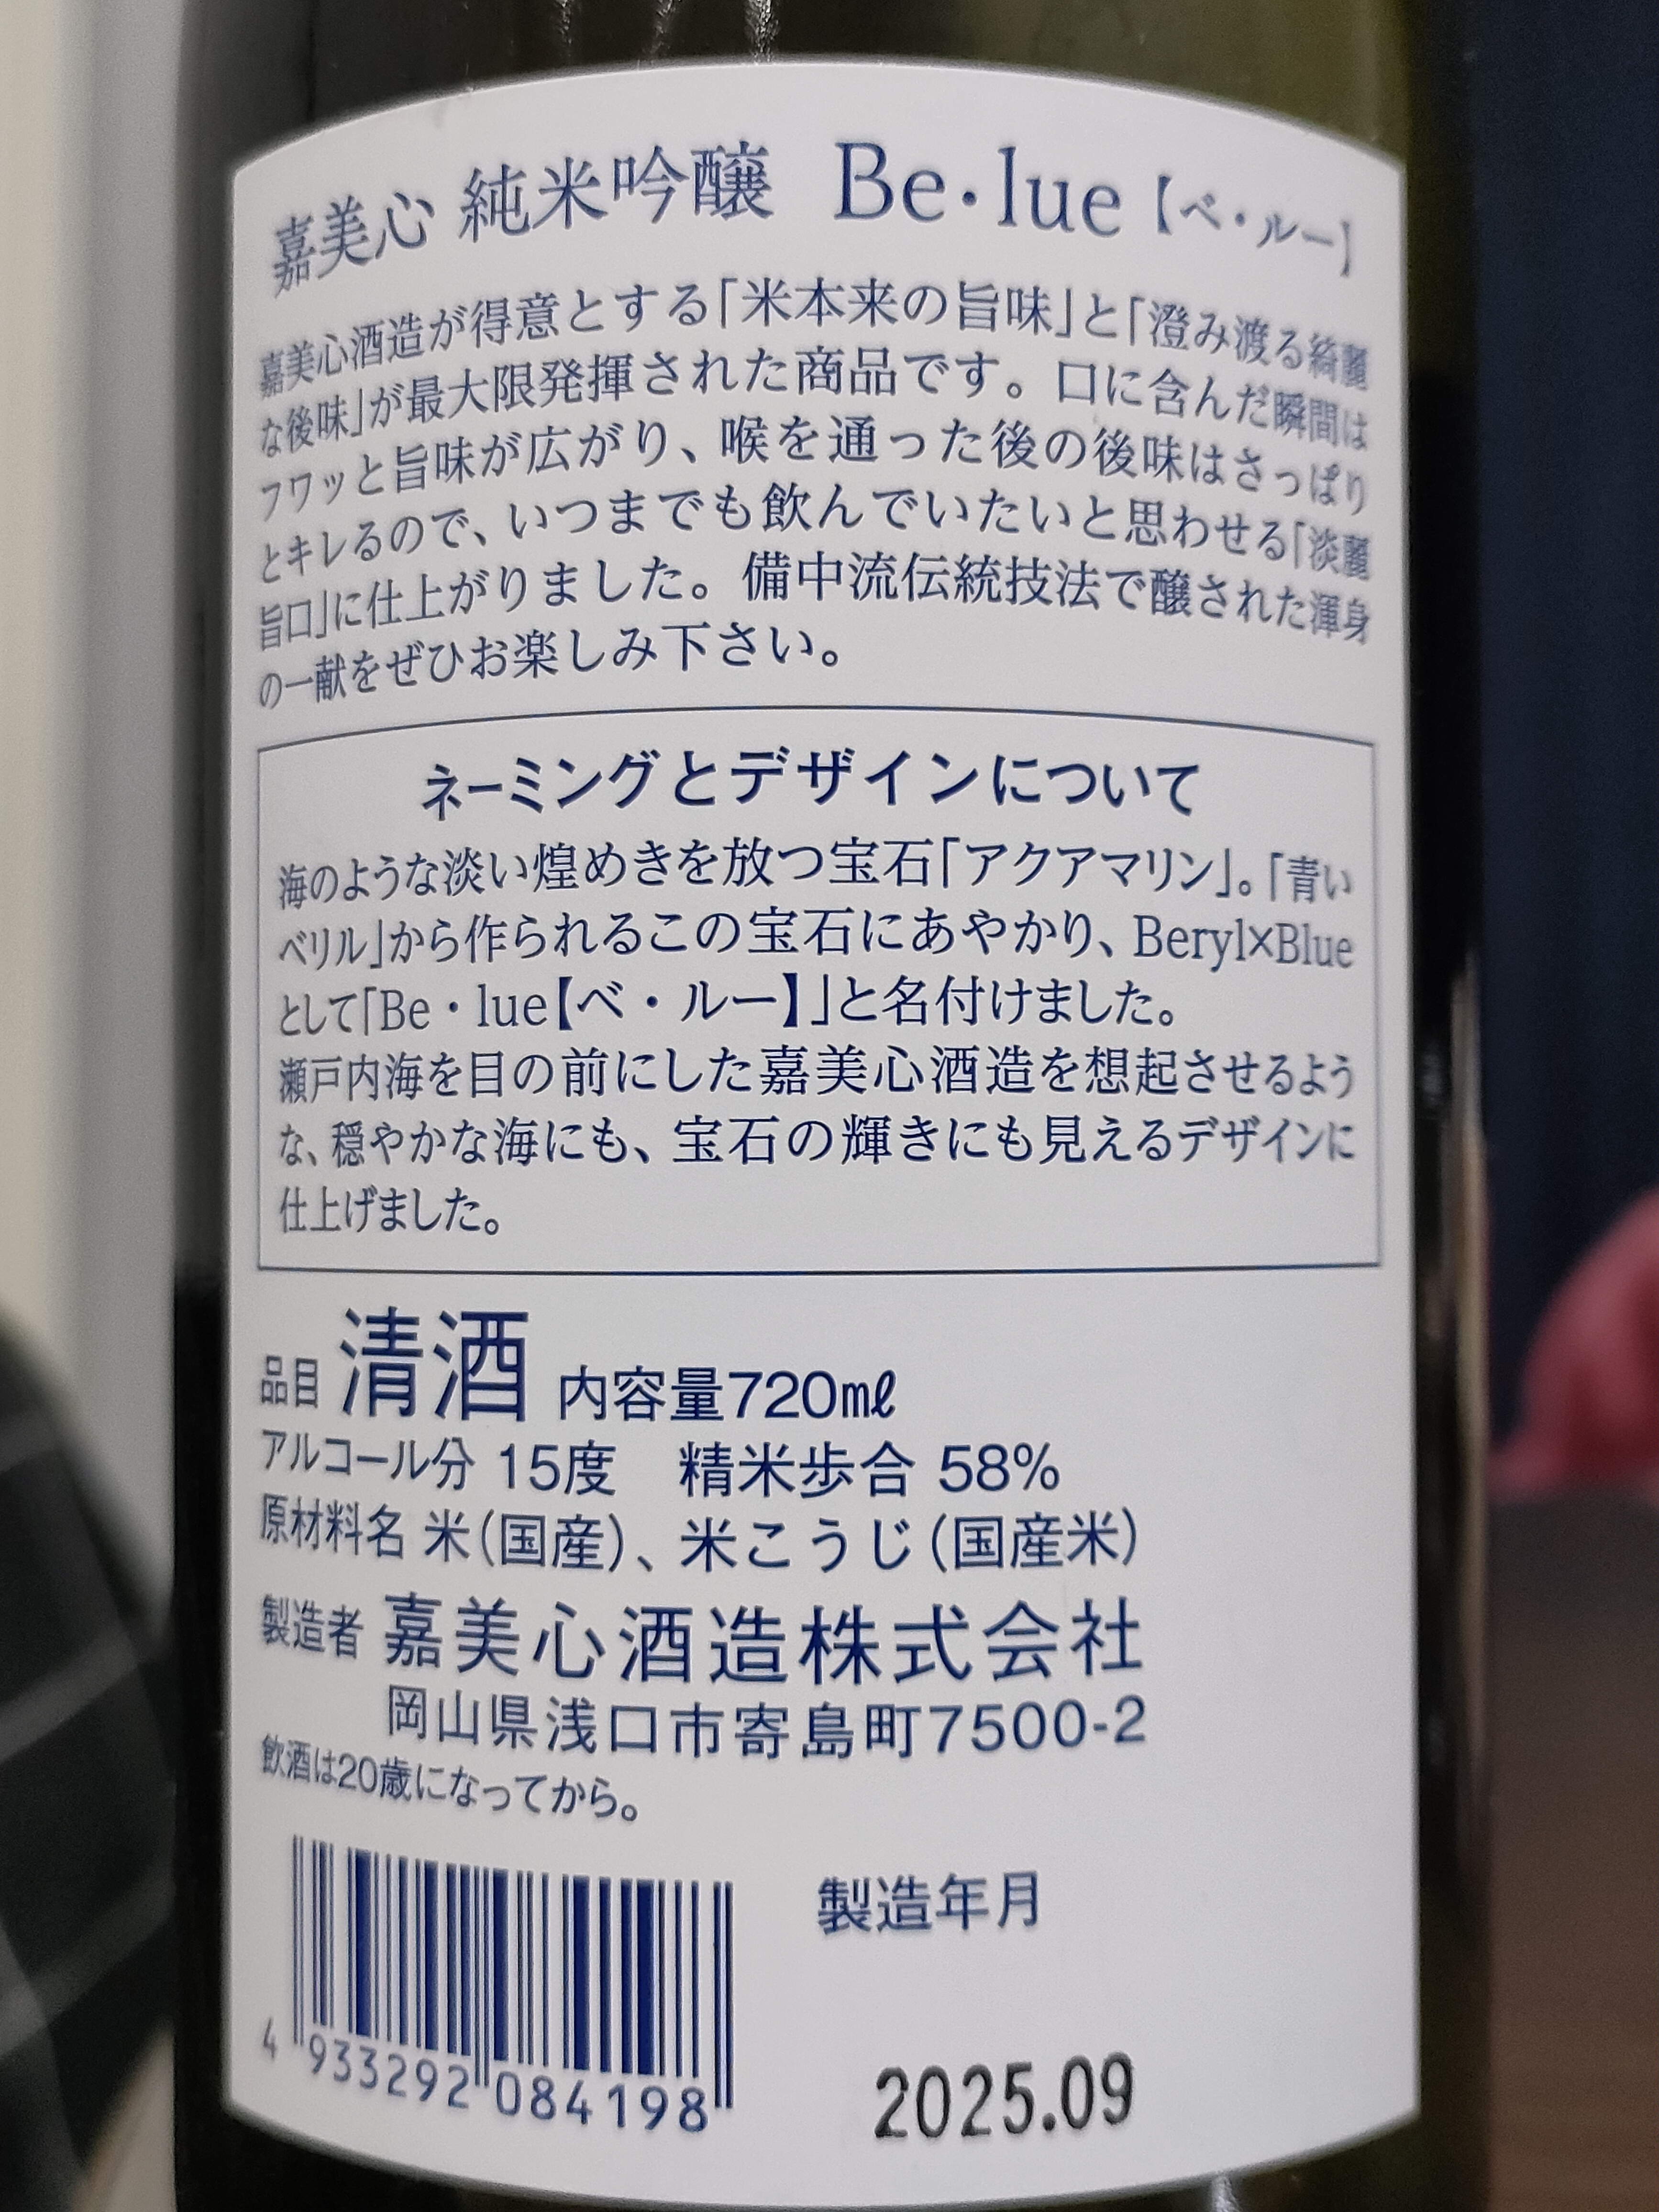 嘉美心 純米吟醸 Be・lue【べ・ルー】
嘉美心酒造が得意とする「米本来の旨味」と「澄み渡る綺麗
な後味」が最大限発揮された商品です。口に含んだ瞬間は
フワッと旨味が広がり、喉を通った後の後味はさっぱり
とキレるので、いつまでも飲んでいたいと思わせる「淡麗
旨口」に仕上がりました。備中流伝統技法で醸された渾身
の一献をぜひお楽しみ下さい。
ネーミングとデザインについて
海のような淡い煌めきを放つ宝石「アクアマリン」。「青い
ベリル」から作られるこの宝石にあやかり、Beryl×Blue
として「Be・lue【べ・ルー】」と名付けました。
瀬戸内海を目の前にした嘉美心酒造を想起させるよう
な、穏やかな海にも、宝石の輝きにも見えるデザインに
仕上げました。
品目 清酒 内容量720mℓ
アルコール分 15度 精米歩合 58%
原材料名 米(国産)、米こうじ(国産米)
製造者 嘉美心酒造株式会社
岡山県浅口市寄島町7500-2
飲酒は20歳になってから。
製造年月
4 933292 084198
2025.09